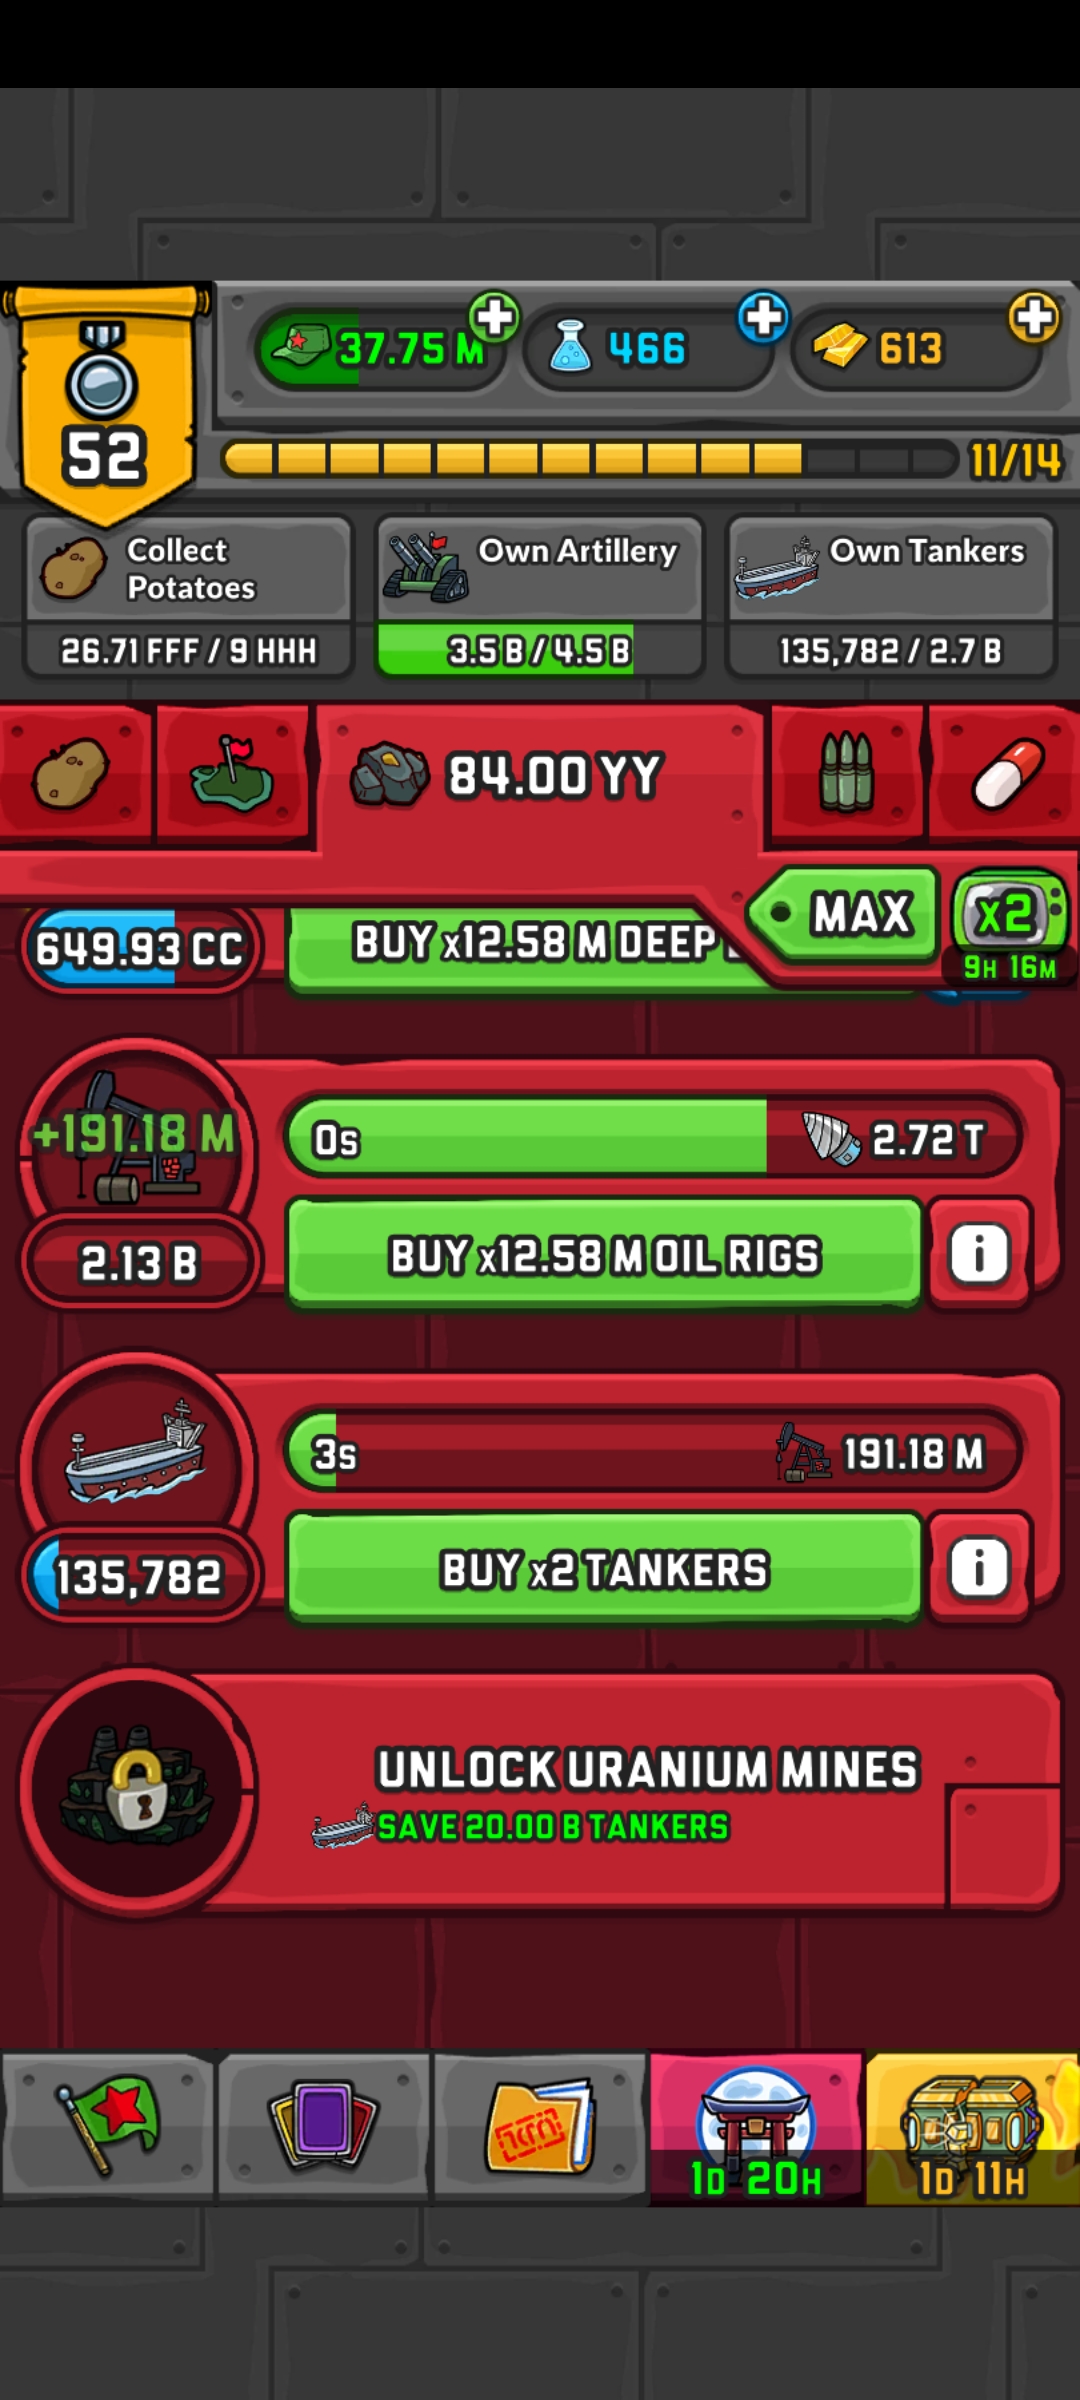 37.75 M
466
613
52
11/14
Collect
Potatoes
26.71 FFF / 9 HHH
Own Artillery
3.5 B / 4.5 B
Own Tankers
135,782 / 2.7 B
84.00 YY
MAX
x2
9H 16M
649.93 CC
BUY x12.58 M DEEP
+191.18 M
0s
2.72 T
2.13 B
BUY x12.58 M OIL RIGS
i
3s
191.18 M
135,782
BUY x2 TANKERS
i
UNLOCK URANIUM MINES
SAVE 20.00 B TANKERS
1D 20H
1D 11H